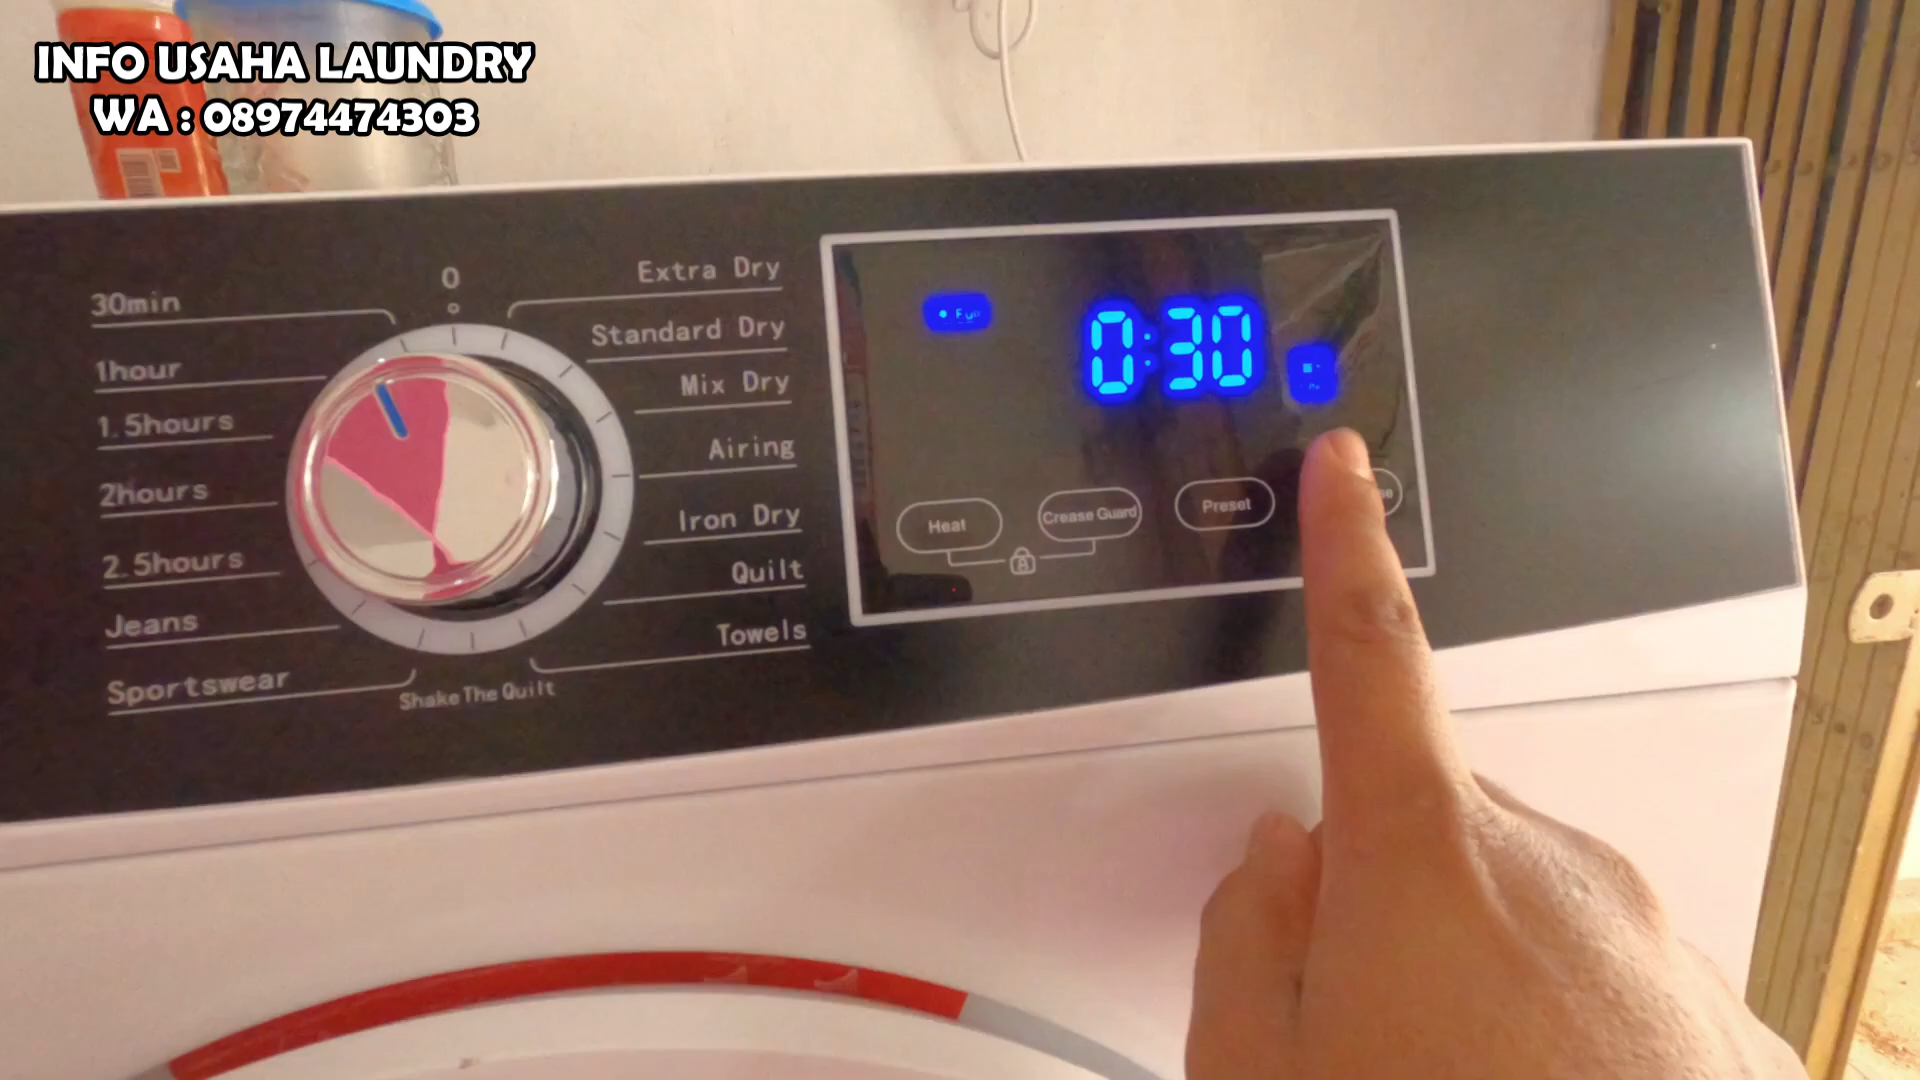 INFO USAHA LAUNDRY
WA : 08974474303
0
30min
1hour
1.5hours
2hours
2.5hours
Jeans
Sportswear
Shake The Quilt
Extra Dry
Standard Dry
Mix Dry
Airing
Iron Dry
Quilt
Towels
0:30
Heat
Crease Guard
Preset